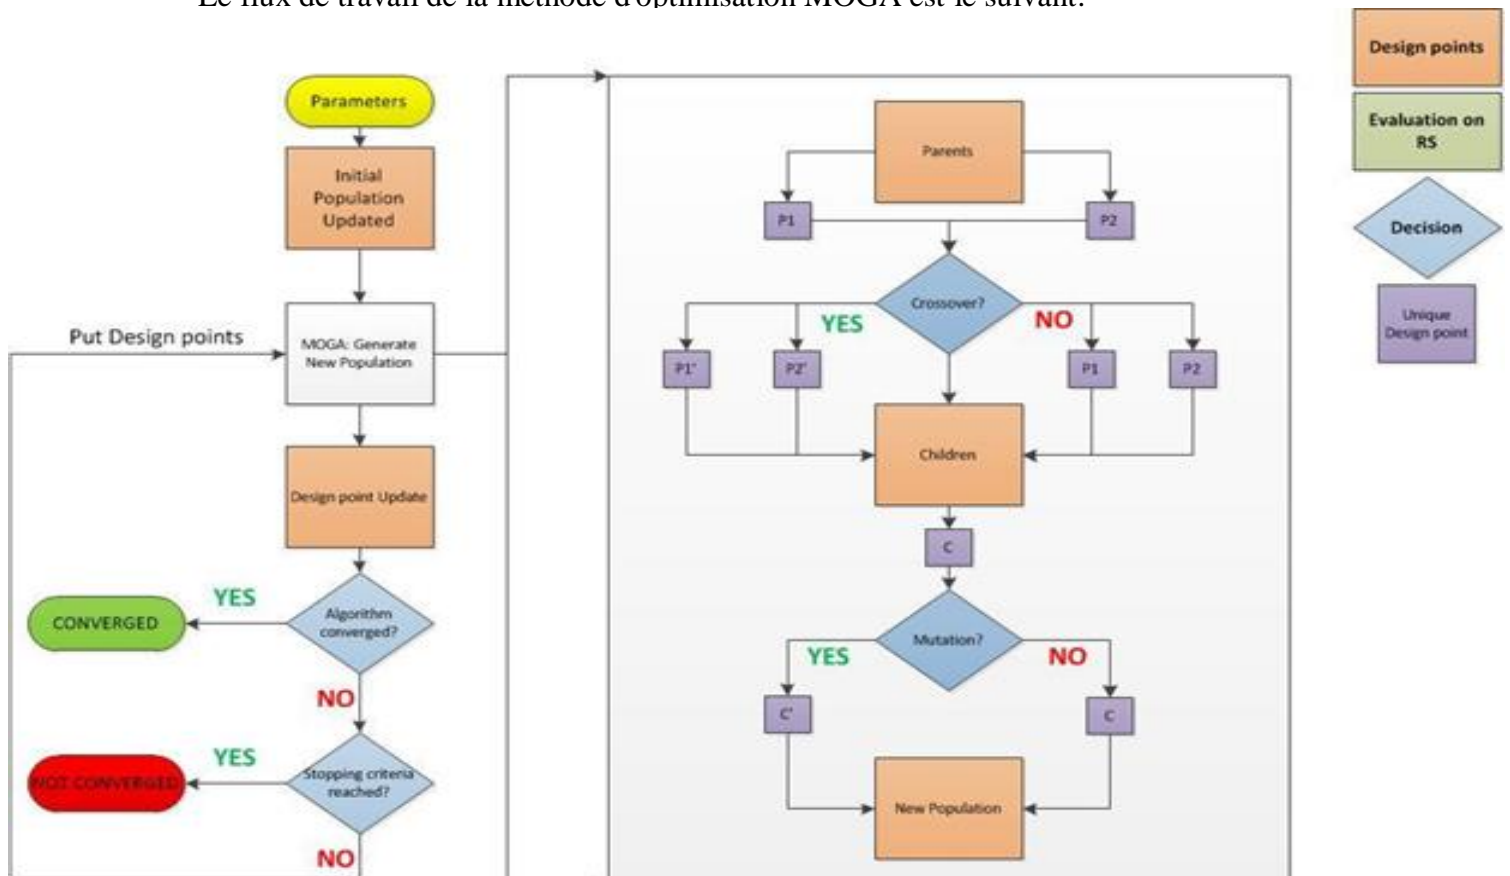 Le flux de travail de la méthode d'optimisation MOGA est le suivant:
Parameters
Initial
Population
Updated
Put Design points
MOGA: Generate
New Population
Design point Update
Algorithm
converged?
YES
CONVERGED
NO
Stopping criteria
reached?
YES
NOT CONVERGED
NO
Parents
P1
P2
Crossover?
YES
NO
P1'
P2'
P1
P2
Children
C
Mutation?
YES
NO
C'
C
New Population
Design points
Evaluation on
RS
Decision
Unique
Design point